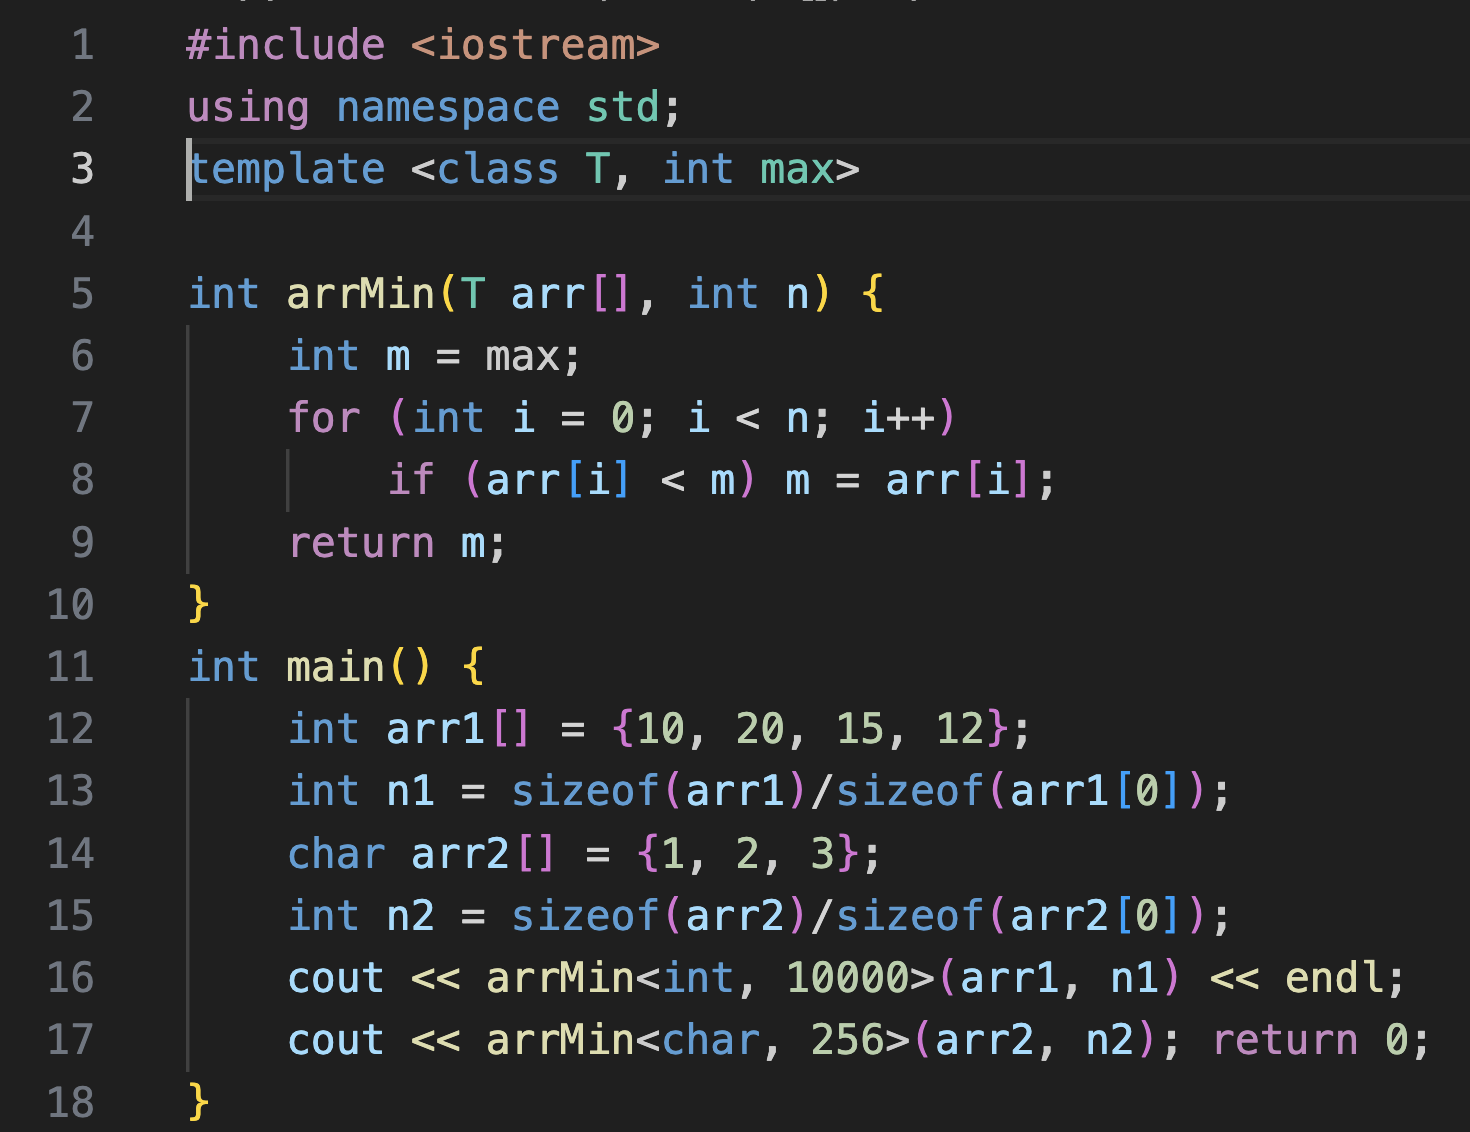 1 #include <iostream>
2 using namespace std;
3 template <class T, int max>
4
5 int arrMin(T arr[], int n) {
6     int m = max;
7     for (int i = 0; i < n; i++)
8         if (arr[i] < m) m = arr[i];
9     return m;
10 }
11 int main() {
12     int arr1[] = {10, 20, 15, 12};
13     int n1 = sizeof(arr1)/sizeof(arr1[0]);
14     char arr2[] = {1, 2, 3};
15     int n2 = sizeof(arr2)/sizeof(arr2[0]);
16     cout << arrMin<int, 10000>(arr1, n1) << endl;
17     cout << arrMin<char, 256>(arr2, n2); return 0;
18 }